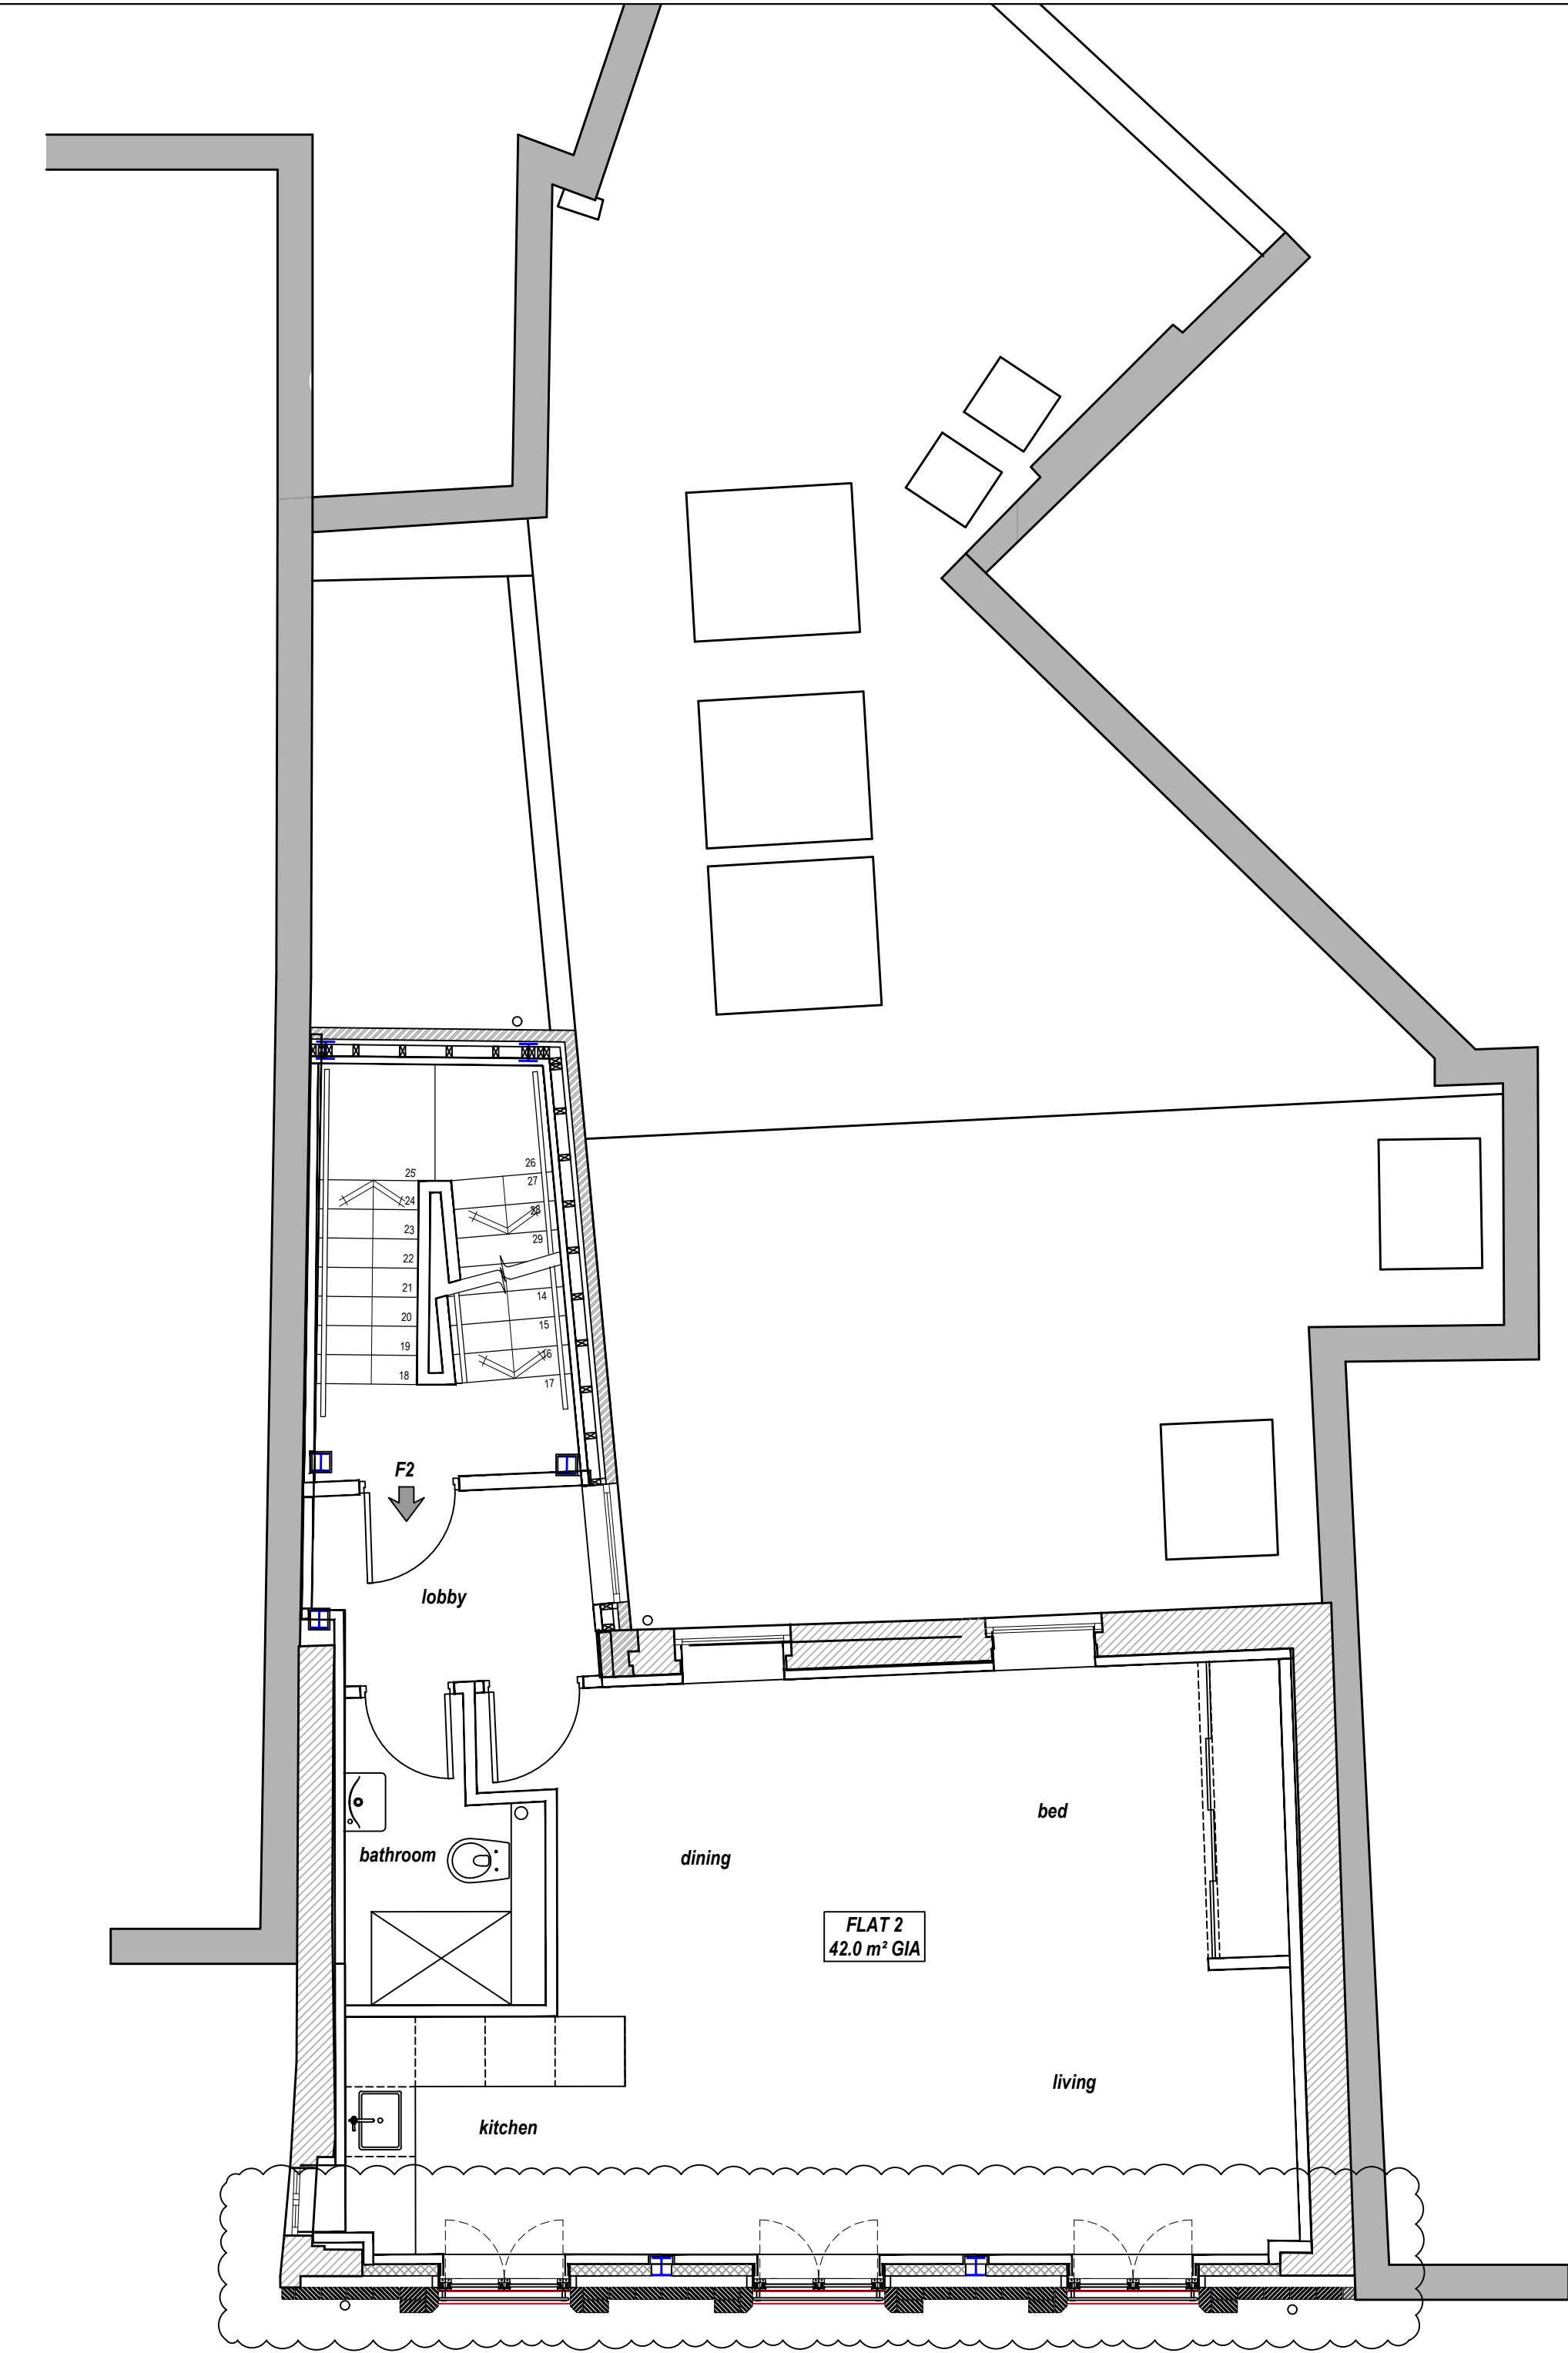 26
25
27
24
28
23
29
22
21
14
20
15
19
16
18
17
F2
lobby
bed
bathroom
dining
FLAT 2
42.0 m² GIA
living
kitchen